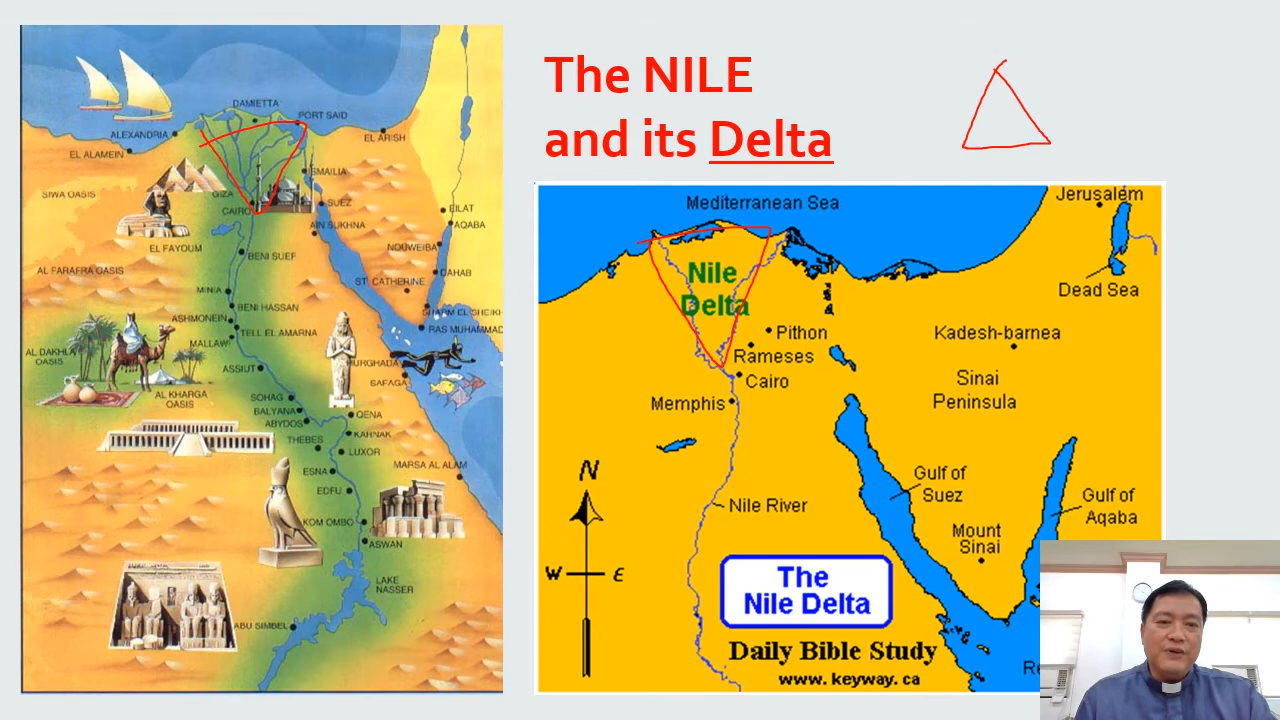 The NILE
and its Delta
DAMIETTA
PORT SAID
ALEXANDRIA
EL ARISH
EL ALAMEIN
ISMAILIA
SIWA OASIS
GIZA
CAIRO
SUEZ
EILAT
AIN SUKHNA
AQABA
EL FAYOUM
NOUWEIBA
BENI SUEF
AL FARAFRA OASIS
DAHAB
ST. CATHERINE
MINIA
BENI HASSAN
SHARM EL SHEIKH
ASHMONEIN
RAS MUHAMMAD
TELL EL AMARNA
MALLAWI
AL DAKHLA
OASIS
HURGHADA
ASSIUT
SAFAGA
AL KHARGA
OASIS
SOHAG
BALYANA
QENA
ABYDOS
KARNAK
THEBES
LUXOR
ESNA
MARSA AL ALAM
EDFU
KOM OMBO
ASWAN
LAKE
NASSER
ABU SIMBEL
Mediterranean Sea
Jerusalem
Nile
Delta
Dead Sea
Pithon
Kadesh-barnea
Rameses
Cairo
Sinai
Peninsula
Memphis
N
Gulf of
Suez
Nile River
Gulf of
Aqaba
Mount
Sinai
W E
The
Nile Delta
Daily Bible Study
www.keyway.ca